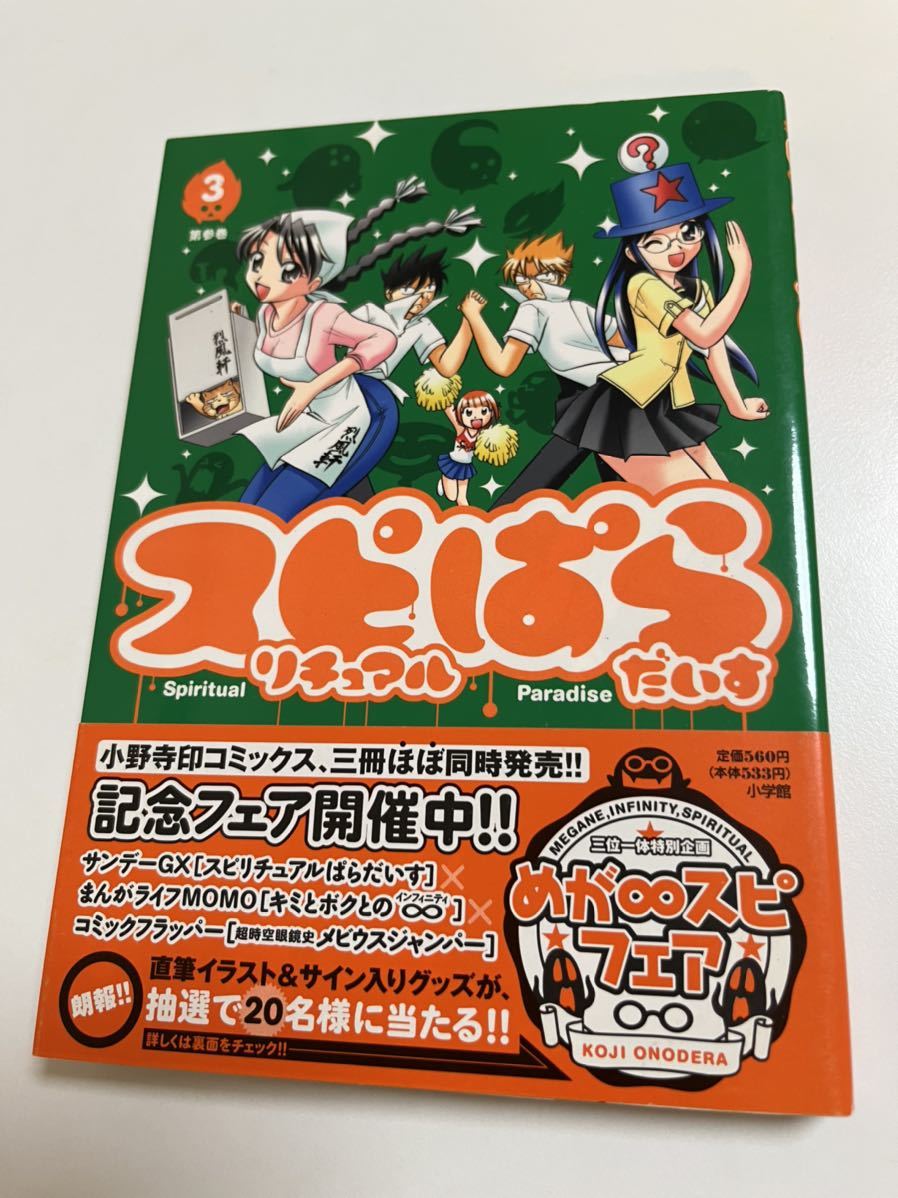 3
第参巻
?
烈風軒
烈風軒
スピぱら
リチュアル
だいす
Spiritual
Paradise
小野寺印コミックス、三冊ほぼ同時発売!!
記念フェア開催中!!
サンデーGX[スピリチュアルぱらだいす]×
まんがライフMOMO[キミとボクとの∞]×
インフィニティ
コミックフラッパー[超時空眼鏡史メビウスジャンパー]
朗報!!
直筆イラスト&サイン入りグッズが、
抽選で20名様に当たる!!
詳しくは裏面をチェック!!
定価560円
(本体533円)
小学館
MEGANE,INFINITY,SPIRITUAL
三位一体特別企画
めが∞スピ
フェア
KOJI ONODERA